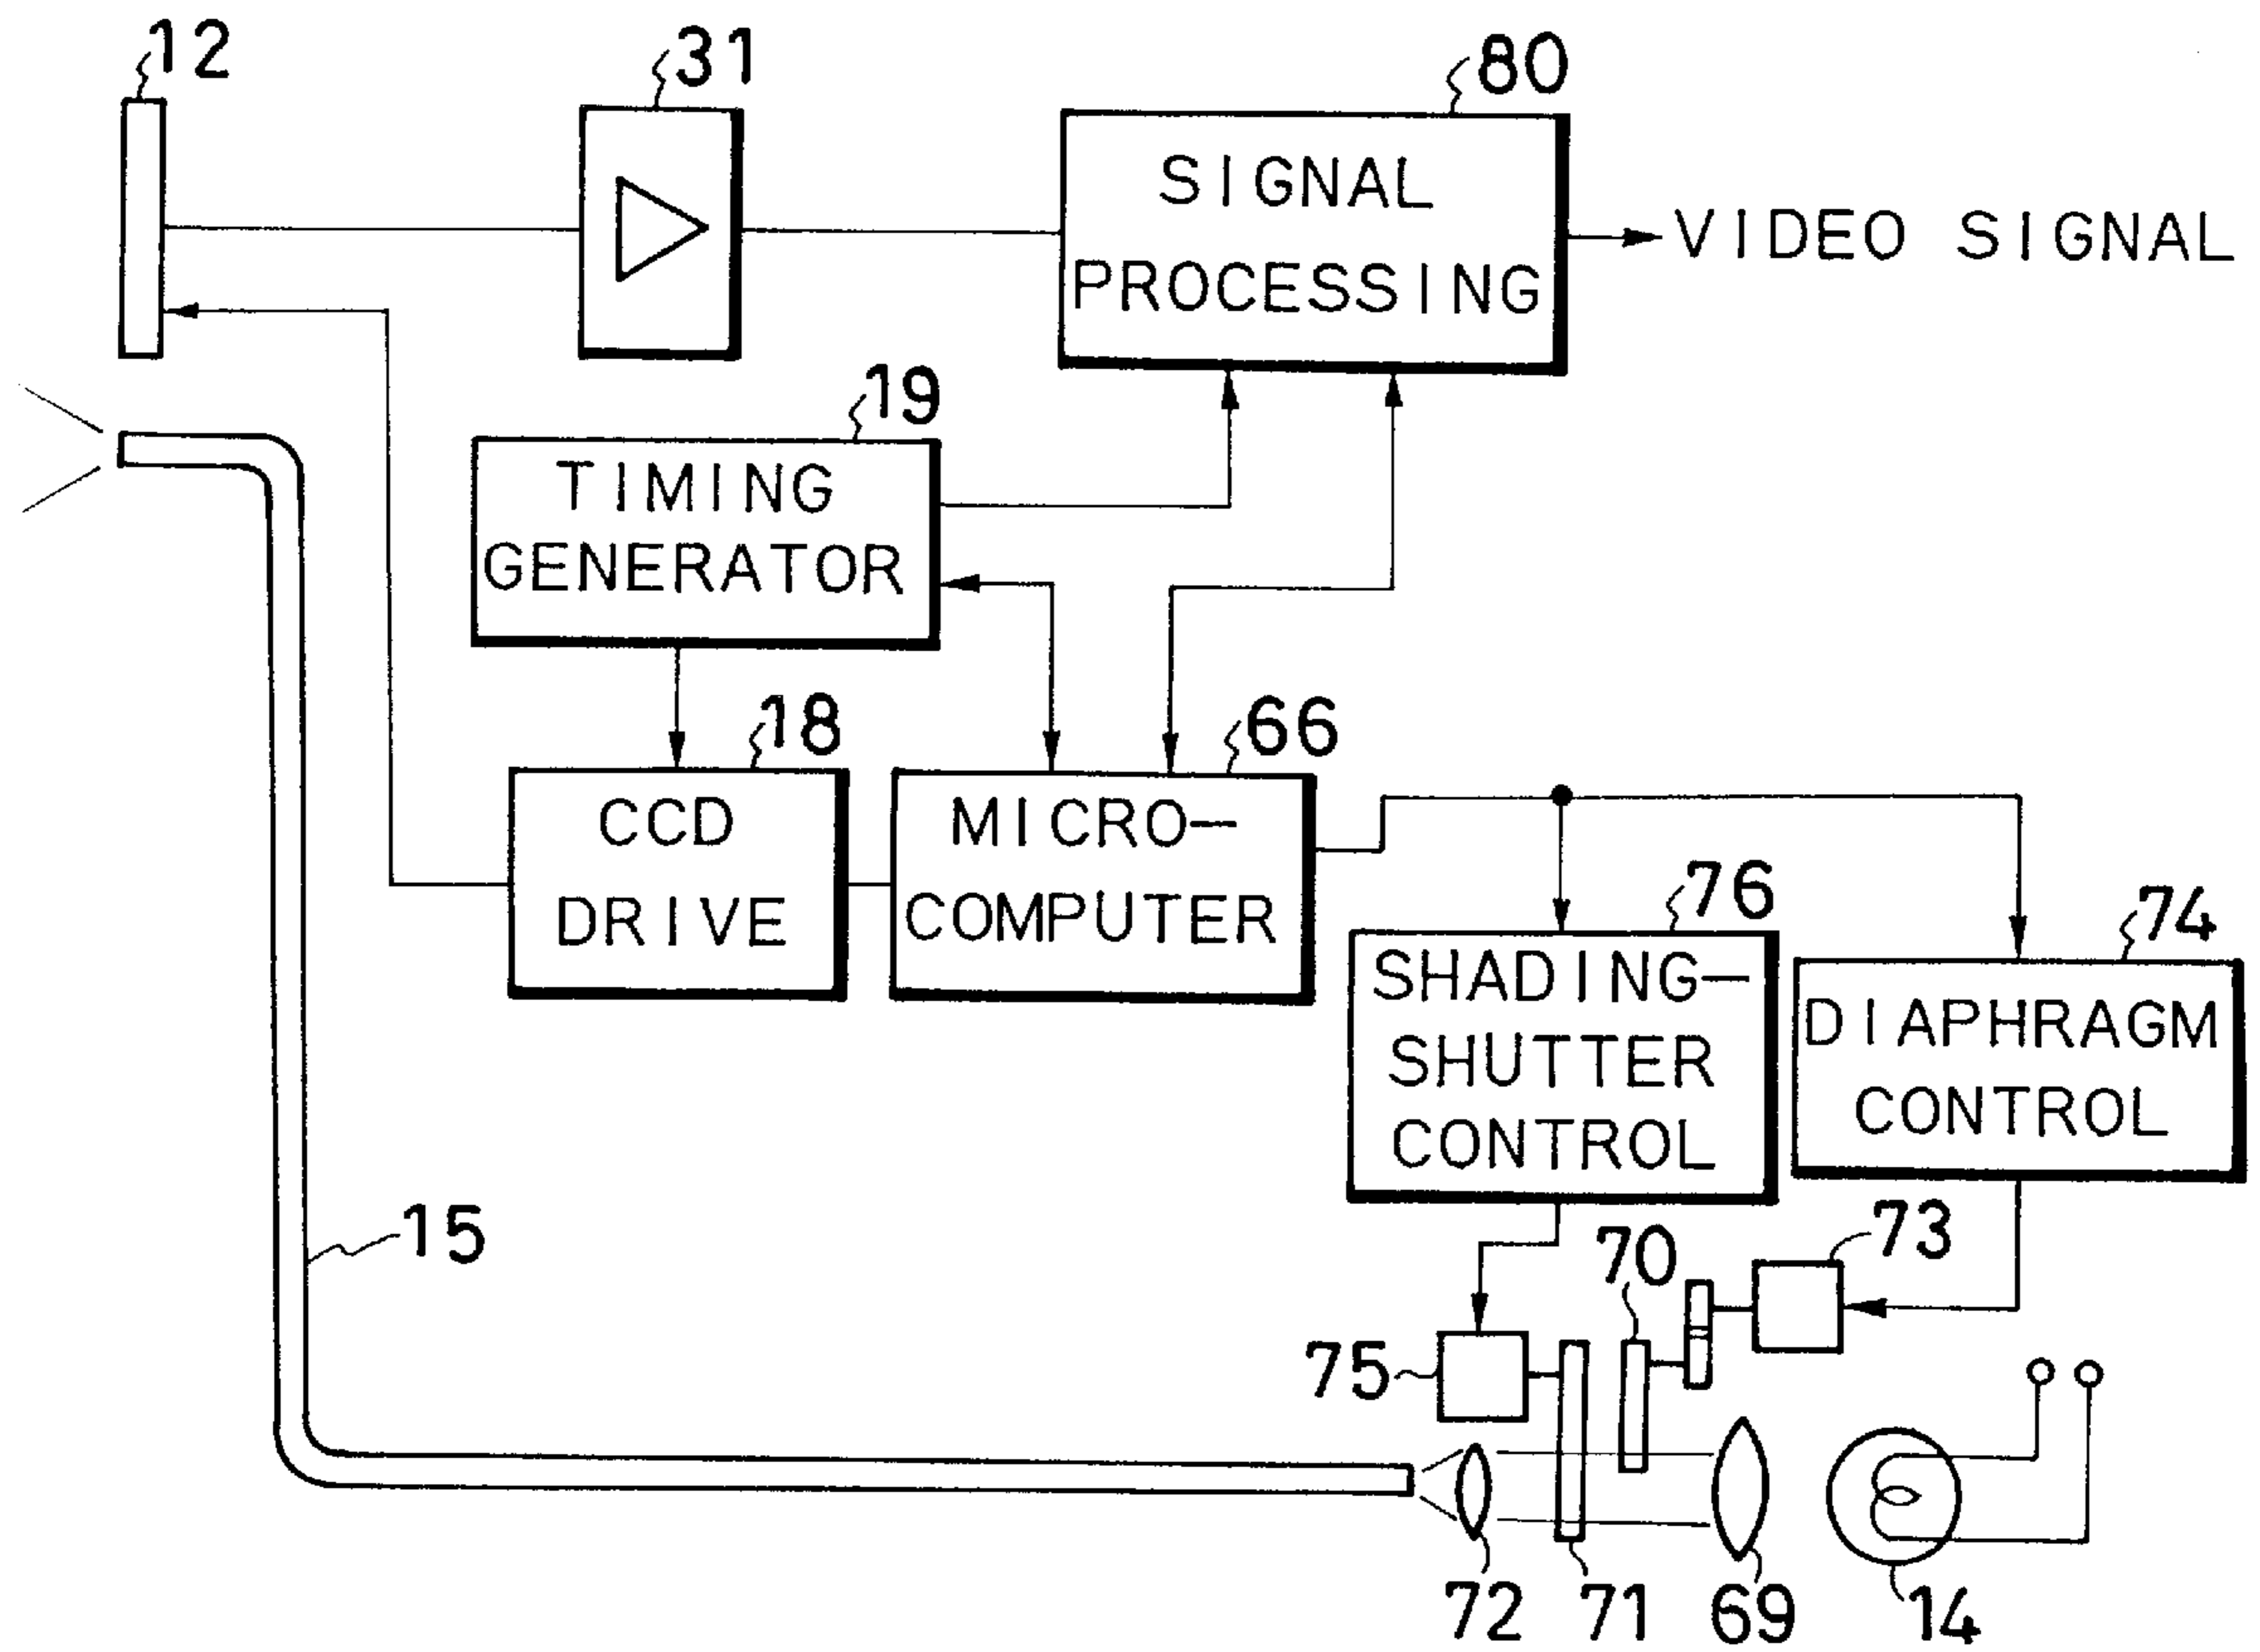 12
31
80
SIGNAL
PROCESSING
VIDEO SIGNAL
19
TIMING
GENERATOR
18
CCD
DRIVE
66
MICRO-
COMPUTER
76
SHADING-
SHUTTER
CONTROL
74
DIAPHRAGM
CONTROL
15
70
73
75
72
71
69
14